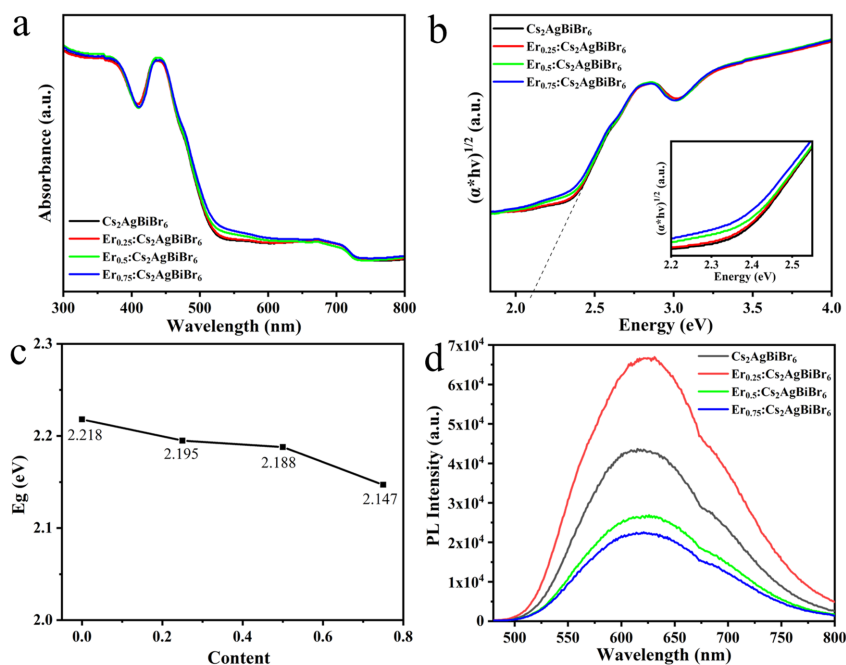 a
Absorbance (a.u.)
Cs₂AgBiBr₆
Er₀.₂₅:Cs₂AgBiBr₆
Er₀.₅:Cs₂AgBiBr₆
Er₀.₇₅:Cs₂AgBiBr₆
300 400 500 600 700 800
Wavelength (nm)
b
(α*hv)¹/² (a.u.)
Cs₂AgBiBr₆
Er₀.₂₅:Cs₂AgBiBr₆
Er₀.₅:Cs₂AgBiBr₆
Er₀.₇₅:Cs₂AgBiBr₆
(α*hv)¹/² (a.u.)
2.2 2.3 2.4 2.5
Energy (eV)
2.0 2.5 3.0 3.5 4.0
Energy (eV)
c
Eg (eV)
2.3
2.2
2.1
2.0
2.218
2.195
2.188
2.147
0.0 0.2 0.4 0.6 0.8
Content
d
PL Intensity (a.u.)
7x10⁴
6x10⁴
5x10⁴
4x10⁴
3x10⁴
2x10⁴
1x10⁴
0
Cs₂AgBiBr₆
Er₀.₂₅:Cs₂AgBiBr₆
Er₀.₅:Cs₂AgBiBr₆
Er₀.₇₅:Cs₂AgBiBr₆
500 550 600 650 700 750 800
Wavelength (nm)